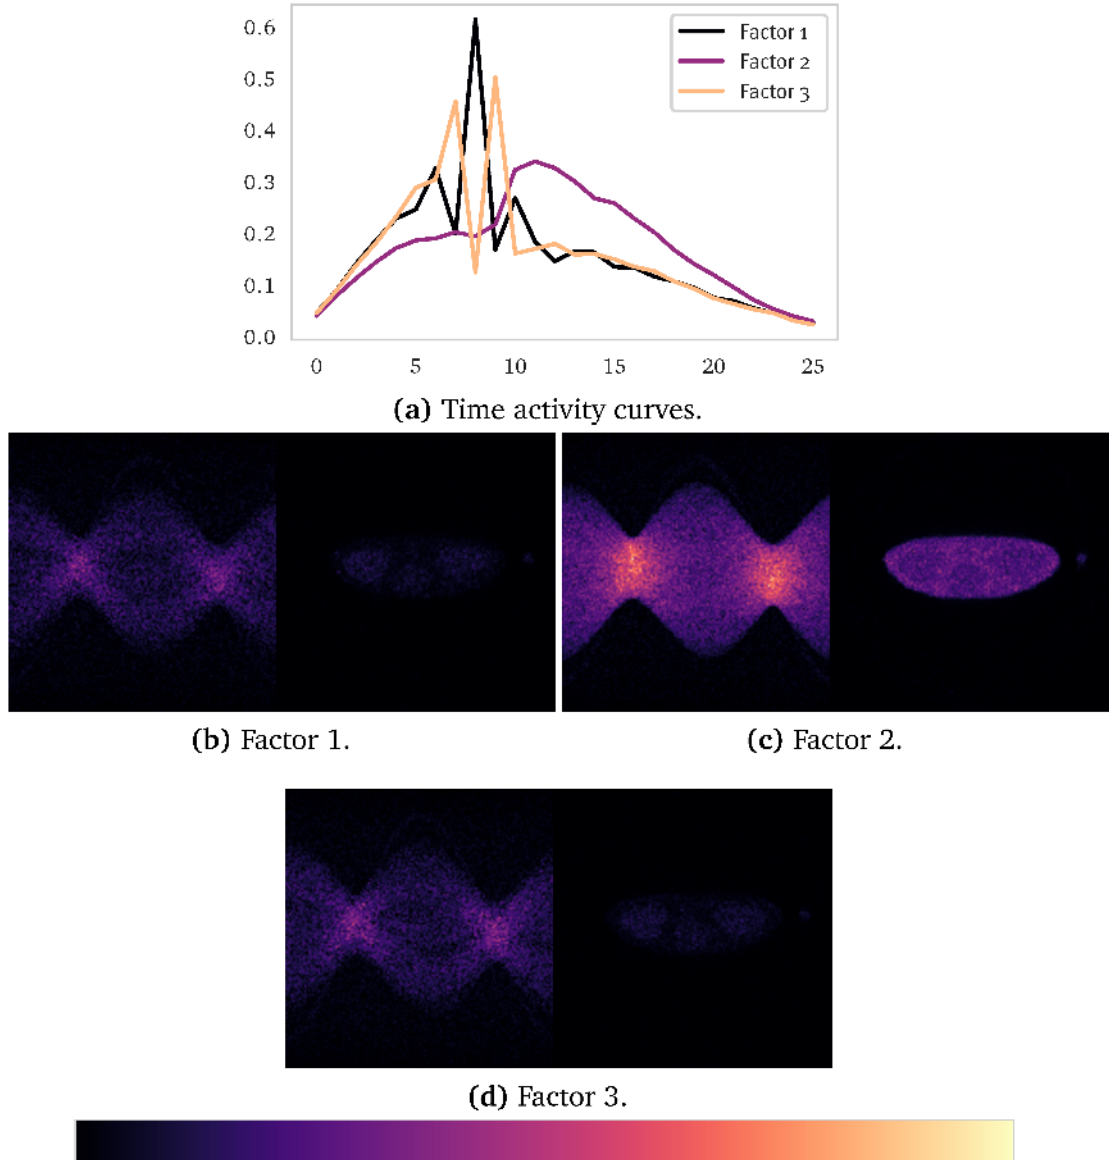 0.6
0.5
0.4
0.3
0.2
0.1
0.0
Factor 1
Factor 2
Factor 3
0 5 10 15 20 25
(a) Time activity curves.
(b) Factor 1.
(c) Factor 2.
(d) Factor 3.